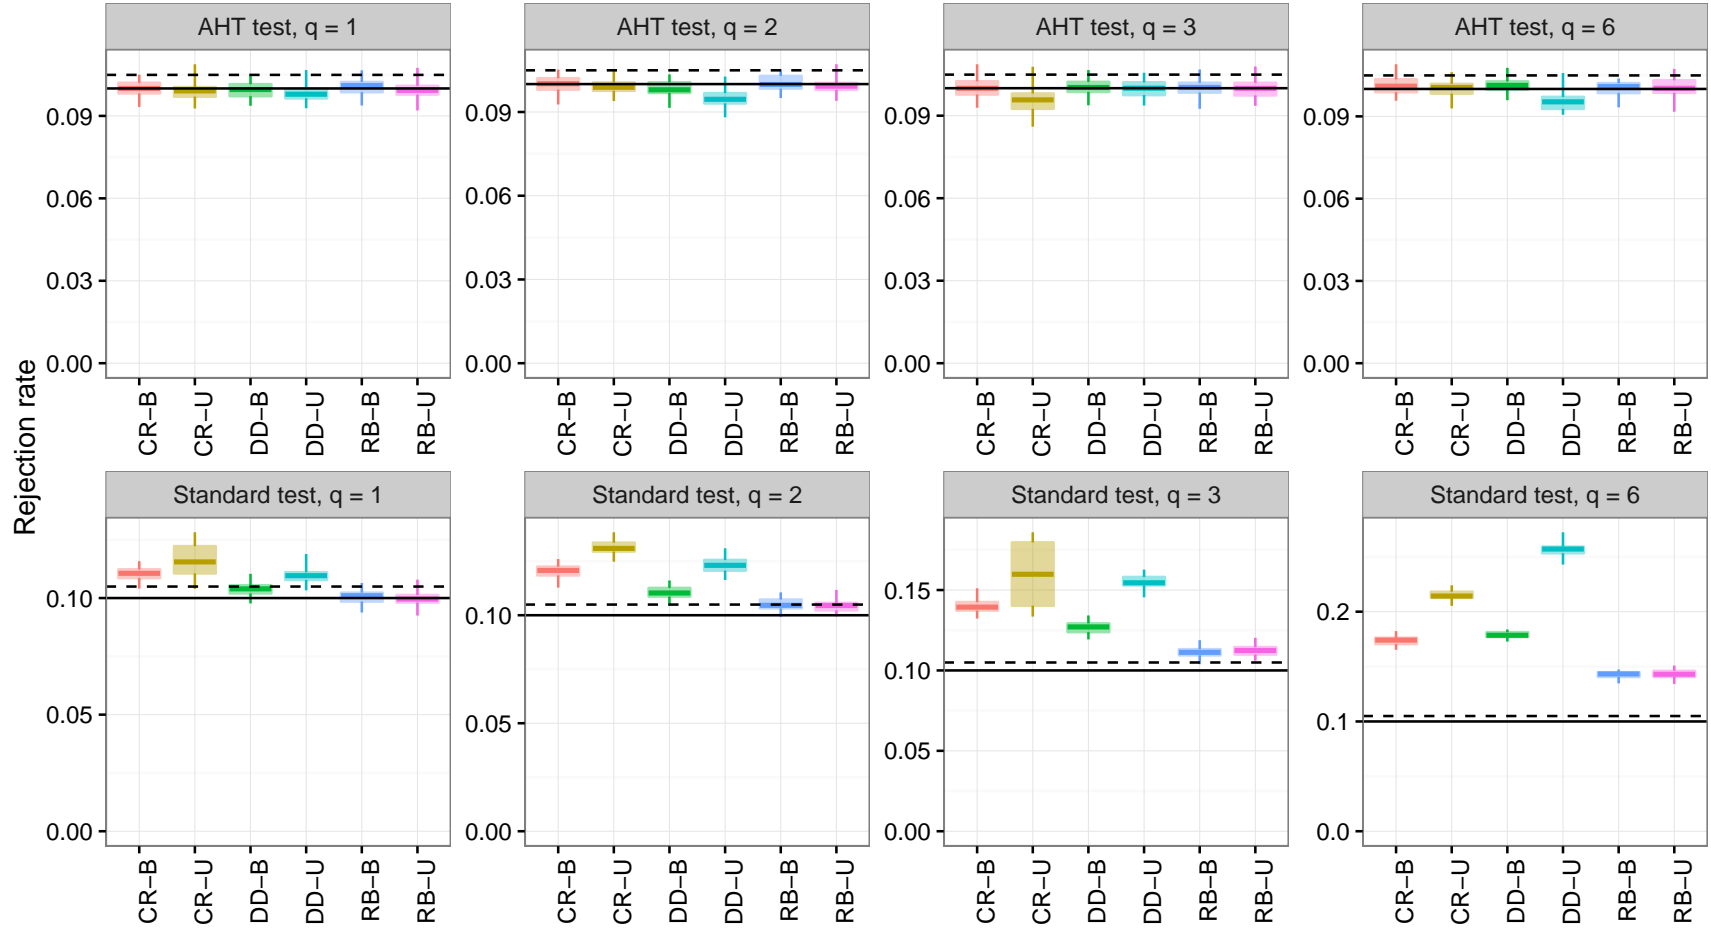 Rejection rate
AHT test, q = 1
0.09
0.06
0.03
0.00
CR−B
CR−U
DD−B
DD−U
RB−B
RB−U
AHT test, q = 2
0.09
0.06
0.03
0.00
CR−B
CR−U
DD−B
DD−U
RB−B
RB−U
AHT test, q = 3
0.09
0.06
0.03
0.00
CR−B
CR−U
DD−B
DD−U
RB−B
RB−U
AHT test, q = 6
0.09
0.06
0.03
0.00
CR−B
CR−U
DD−B
DD−U
RB−B
RB−U
Standard test, q = 1
0.10
0.05
0.00
CR−B
CR−U
DD−B
DD−U
RB−B
RB−U
Standard test, q = 2
0.10
0.05
0.00
CR−B
CR−U
DD−B
DD−U
RB−B
RB−U
Standard test, q = 3
0.15
0.10
0.05
0.00
CR−B
CR−U
DD−B
DD−U
RB−B
RB−U
Standard test, q = 6
0.2
0.1
0.0
CR−B
CR−U
DD−B
DD−U
RB−B
RB−U